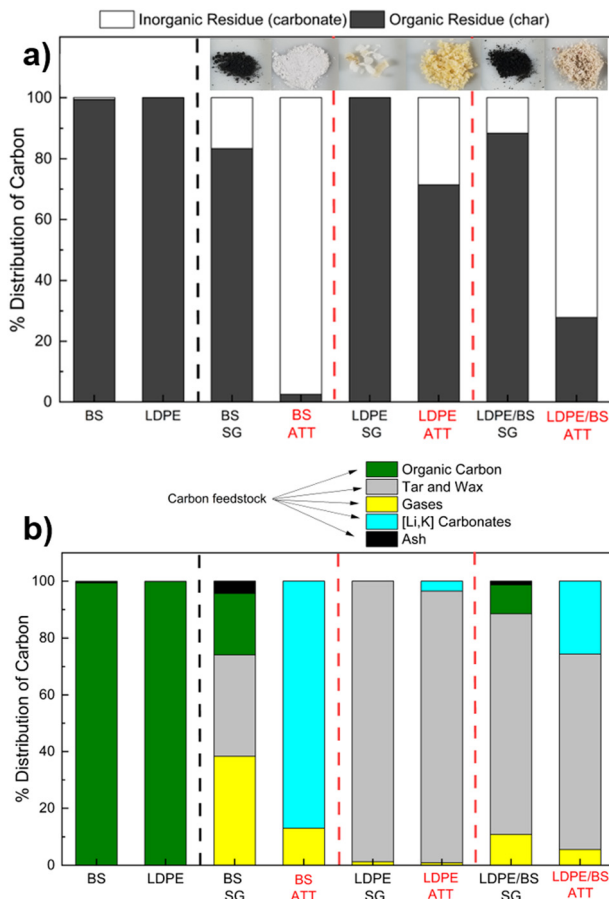 Inorganic Residue (carbonate) Organic Residue (char)
a)
% Distribution of Carbon
100
80
60
40
20
0
BS LDPE BS SG BS ATT LDPE SG LDPE ATT LDPE/BS SG LDPE/BS ATT
Carbon feedstock
Organic Carbon
Tar and Wax
Gases
[Li,K] Carbonates
Ash
b)
% Distribution of Carbon
100
80
60
40
20
0
BS LDPE BS SG BS ATT LDPE SG LDPE ATT LDPE/BS SG LDPE/BS ATT